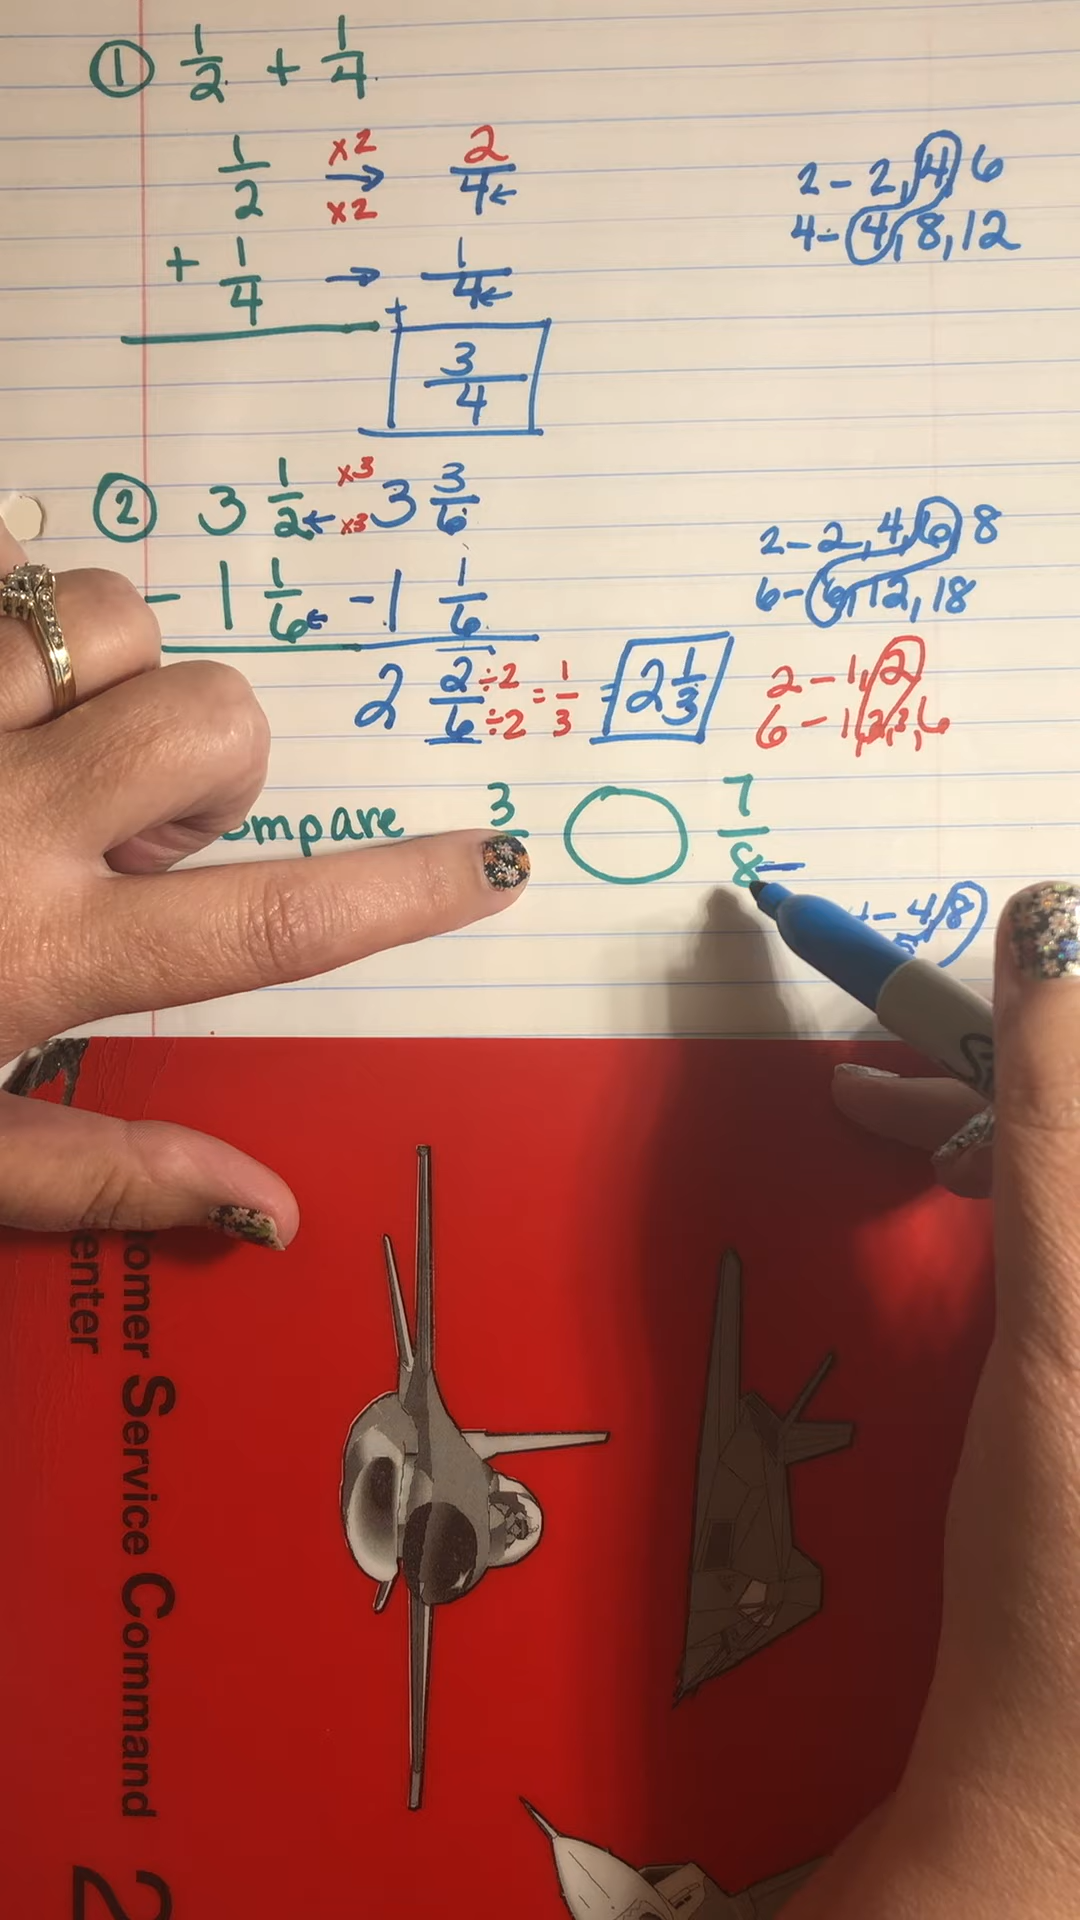 ① 1/2 + 1/4
1/2 ×2 → ×2 2/4 ←
2 - 2, 4, 6
4 - 4, 8, 12
+ 1/4 → 1/4 ←
+ 3/4
② 3 1/2 ← ×3 ×3 3 3/6
2 - 2, 4, 6, 8
6 - 6, 12, 18
- 1 1/6 ← - 1 1/6
2 2/6 ÷2 ÷2 = 1/3 = 2 1/3
2 - 1, 2
6 - 1, 2, 3, 6
3 7/8
- 4, 8
omer Service Command
enter
2